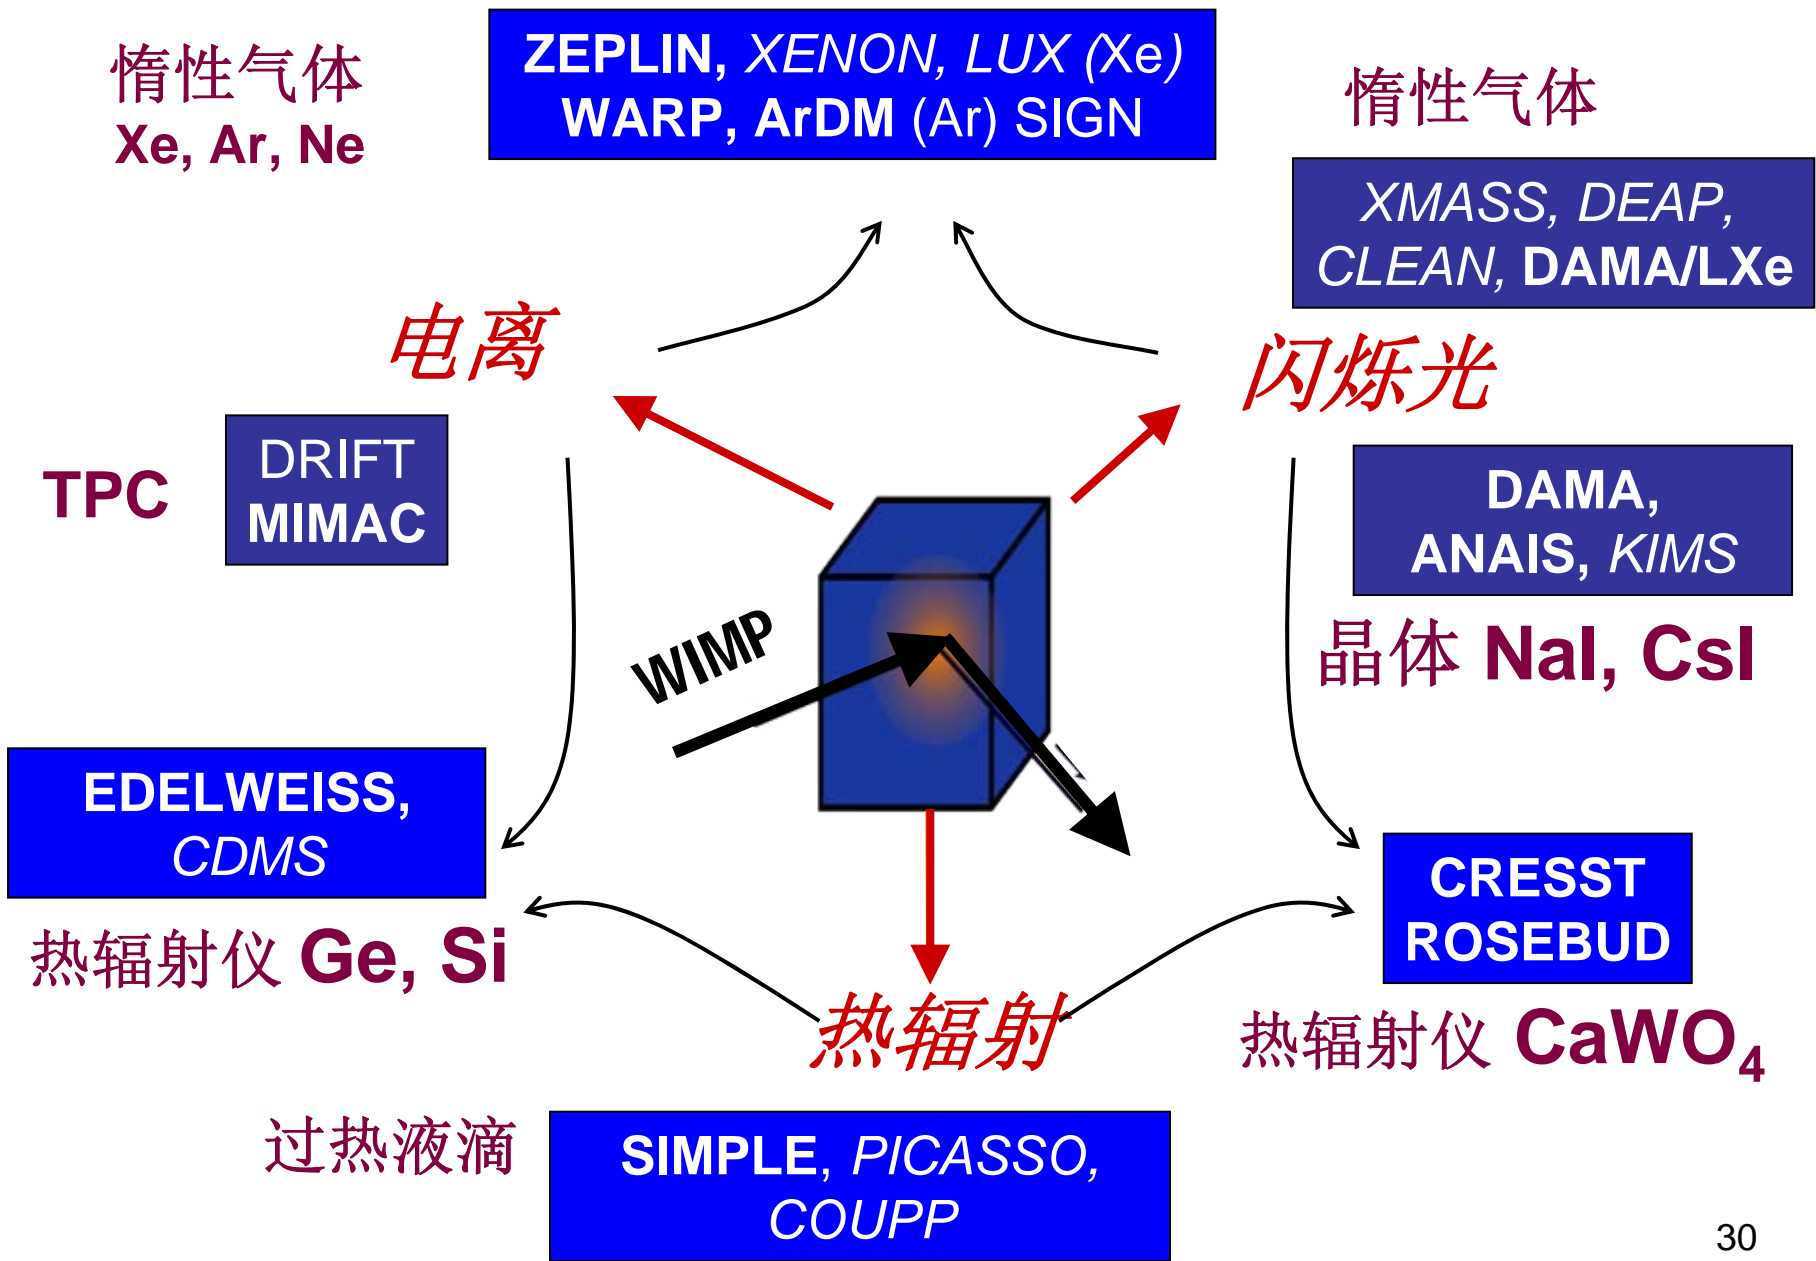 惰性气体
Xe, Ar, Ne
ZEPLIN, XENON, LUX (Xe)
WARP, ArDM (Ar) SIGN
惰性气体
XMASS, DEAP,
CLEAN, DAMA/LXe
电离
闪烁光
TPC
DRIFT
MIMAC
DAMA,
ANAIS, KIMS
晶体 NaI, CsI
WIMP
EDELWEISS,
CDMS
热辐射仪 Ge, Si
CRESST
ROSEBUD
热辐射仪 CaWO₄
热辐射
过热液滴
SIMPLE, PICASSO,
COUPP
30